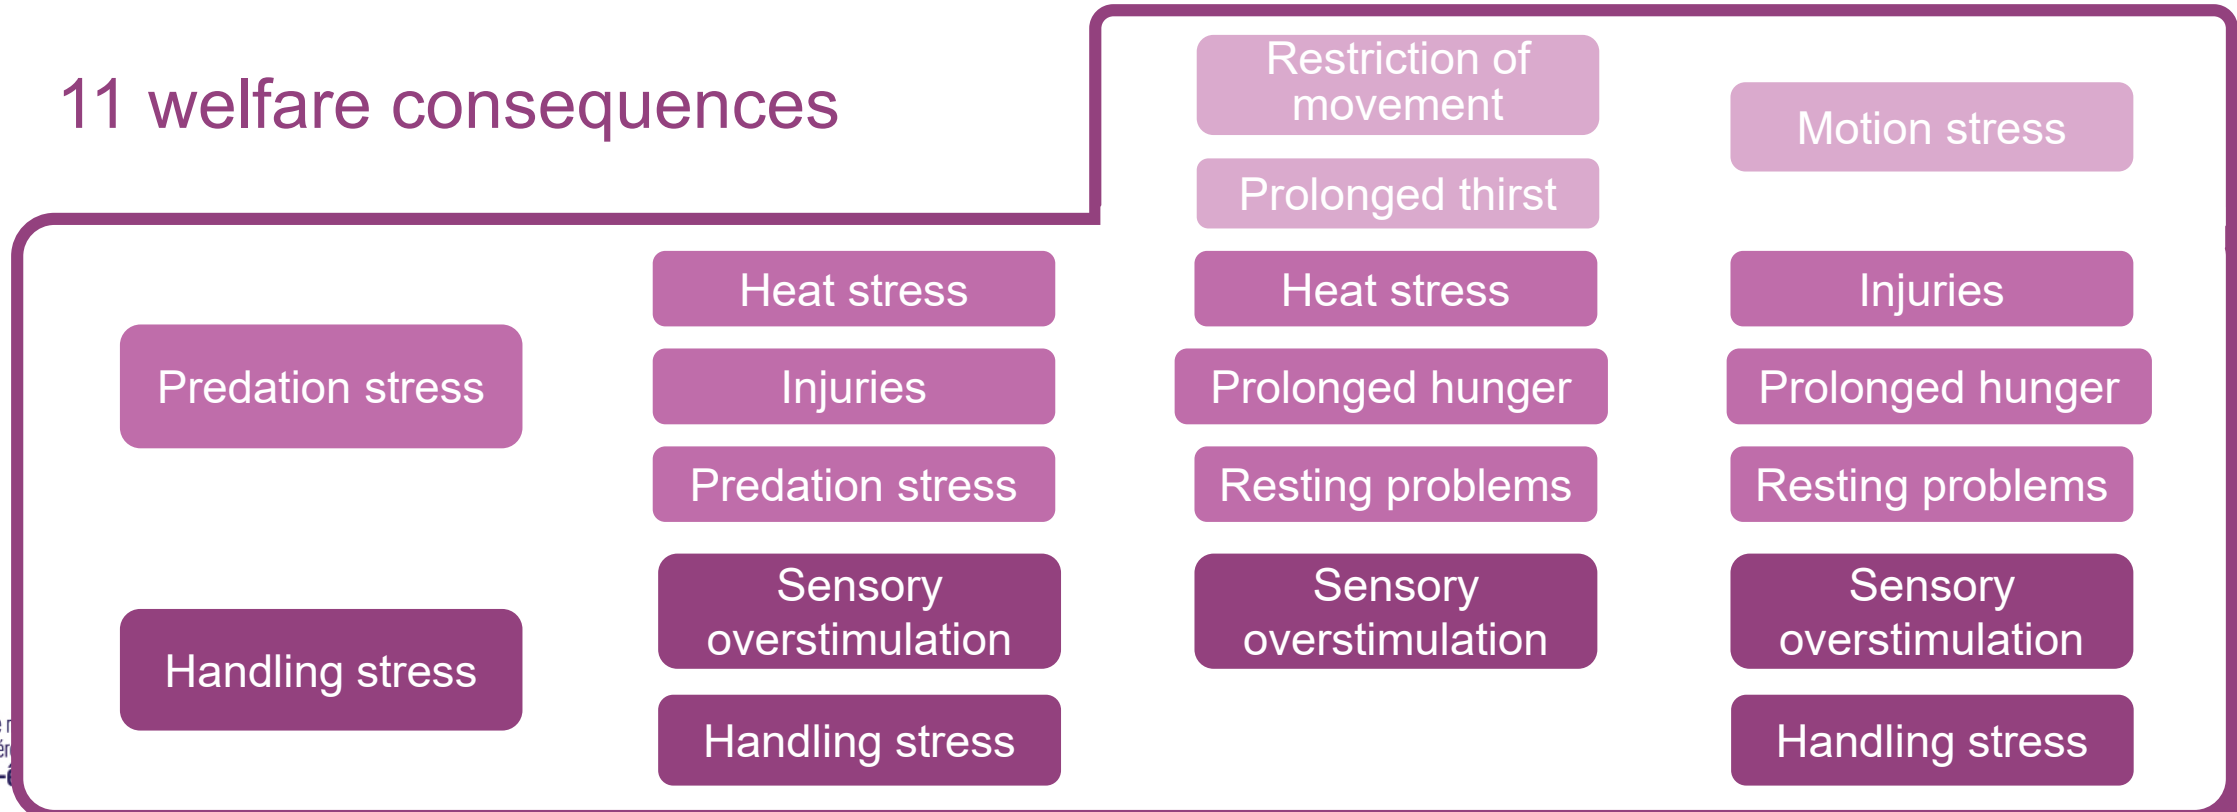 11 welfare consequences
Restriction of
movement
Motion stress
Prolonged thirst
Heat stress
Heat stress
Injuries
Predation stress
Injuries
Prolonged hunger
Prolonged hunger
Predation stress
Resting problems
Resting problems
Handling stress
Sensory
overstimulation
Sensory
overstimulation
Sensory
overstimulation
Handling stress
Handling stress